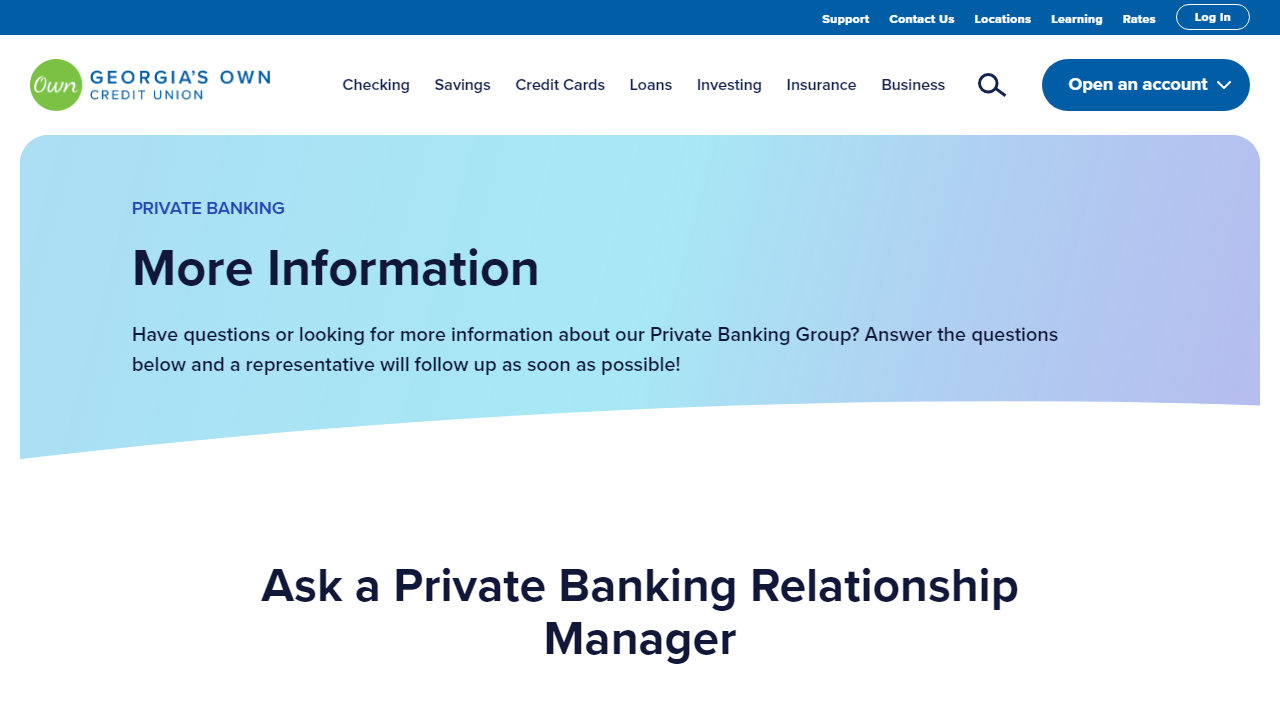 Support Contact Us Locations Learning Rates Log In
Own GEORGIA'S OWN
CREDIT UNION
Checking Savings Credit Cards Loans Investing Insurance Business Open an account
PRIVATE BANKING
More Information
Have questions or looking for more information about our Private Banking Group? Answer the questions
below and a representative will follow up as soon as possible!
Ask a Private Banking Relationship
Manager